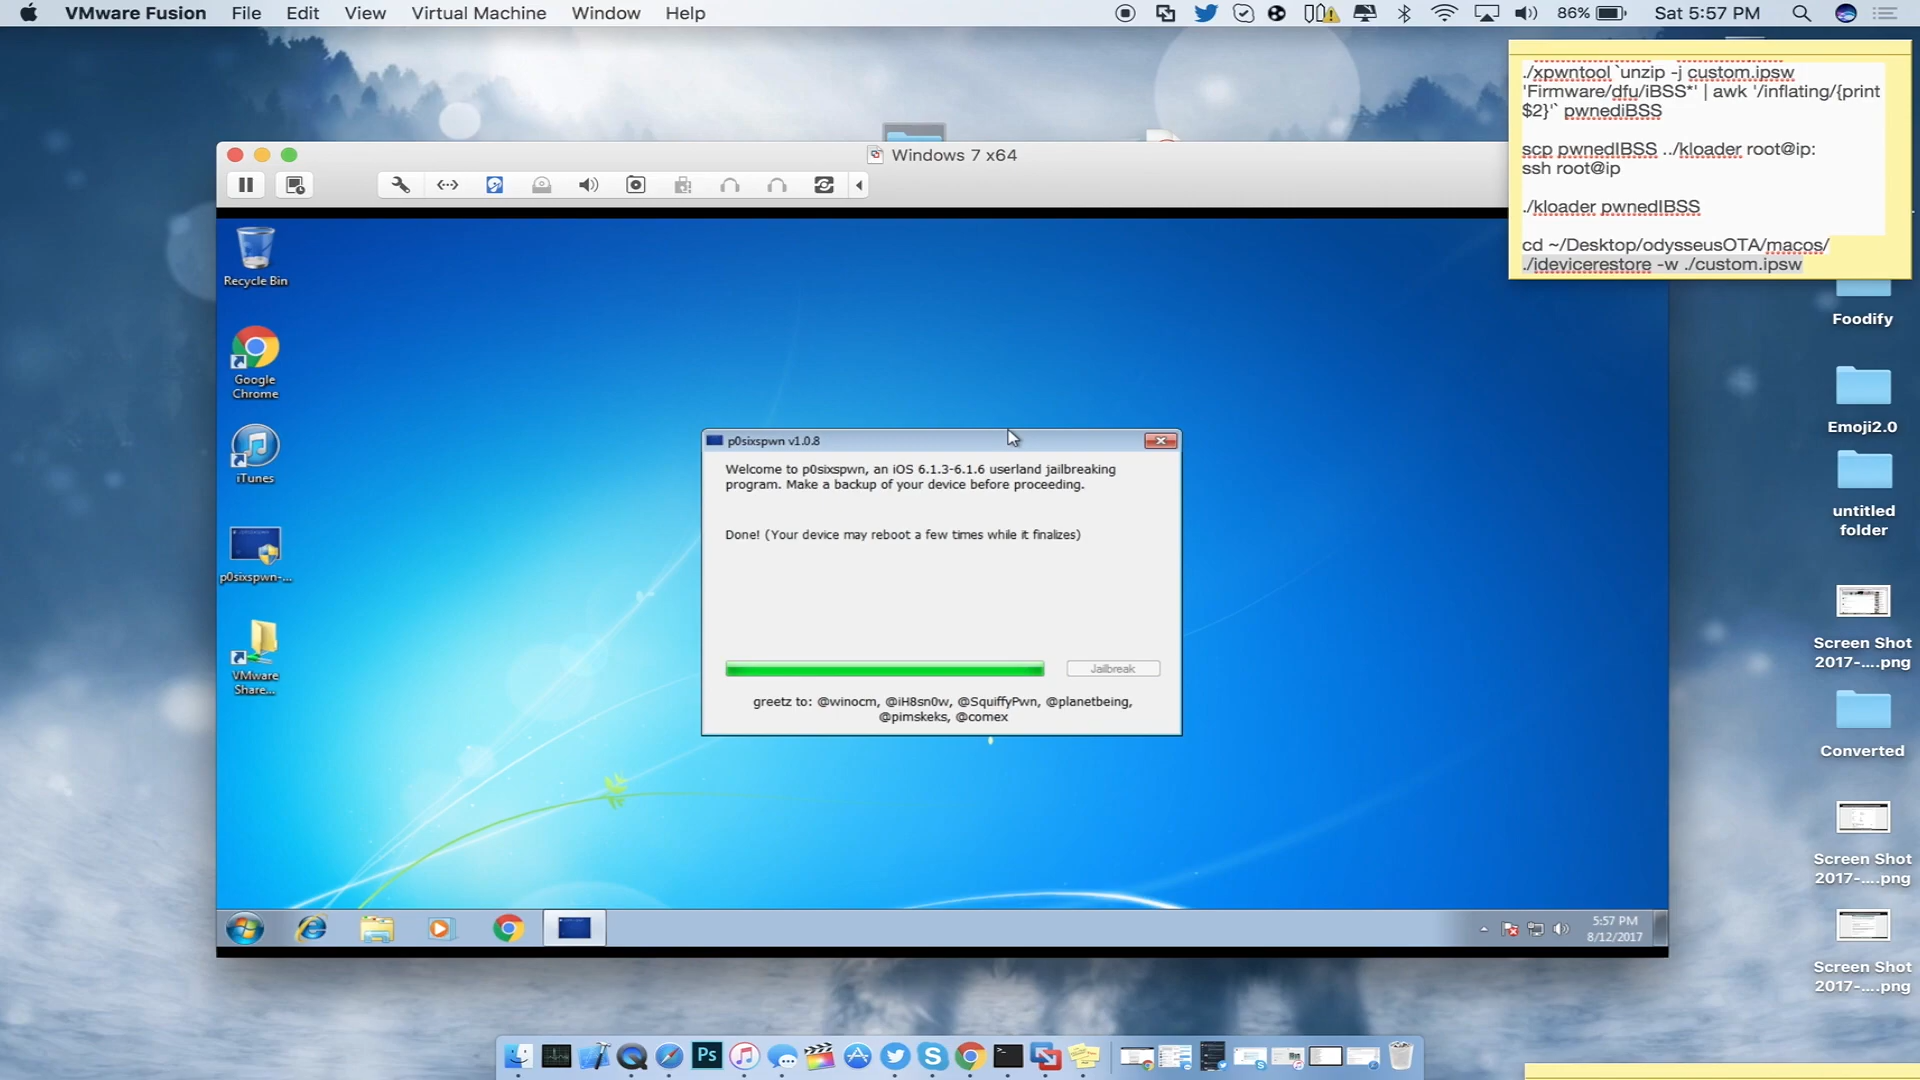 VMware Fusion File Edit View Virtual Machine Window Help 86% Sat 5:57 PM
./xpwntool `unzip -j custom.ipsw
'Firmware/dfu/iBSS*' | awk '/inflating/{print
$2}'` pwnediBSS
scp pwnedIBSS ../kloader root@ip:
ssh root@ip
./kloader pwnedIBSS
cd ~/Desktop/odysseusOTA/macos/
./idevicerestore -w ./custom.ipsw
Windows 7 x64
Recycle Bin
Google
Chrome
iTunes
p0sixspwn-...
VMware
Share...
p0sixspwn v1.0.8
Welcome to p0sixspwn, an iOS 6.1.3-6.1.6 userland jailbreaking
program. Make a backup of your device before proceeding.
Done! (Your device may reboot a few times while it finalizes)
Jailbreak
greetz to: @winocm, @iH8sn0w, @SquiffyPwn, @planetbeing,
@pimskeks, @comex
5:57 PM
8/12/2017
Foodify
Emoji2.0
untitled
folder
Screen Shot
2017-....png
Converted
Screen Shot
2017-....png
Screen Shot
2017-....png
Ps